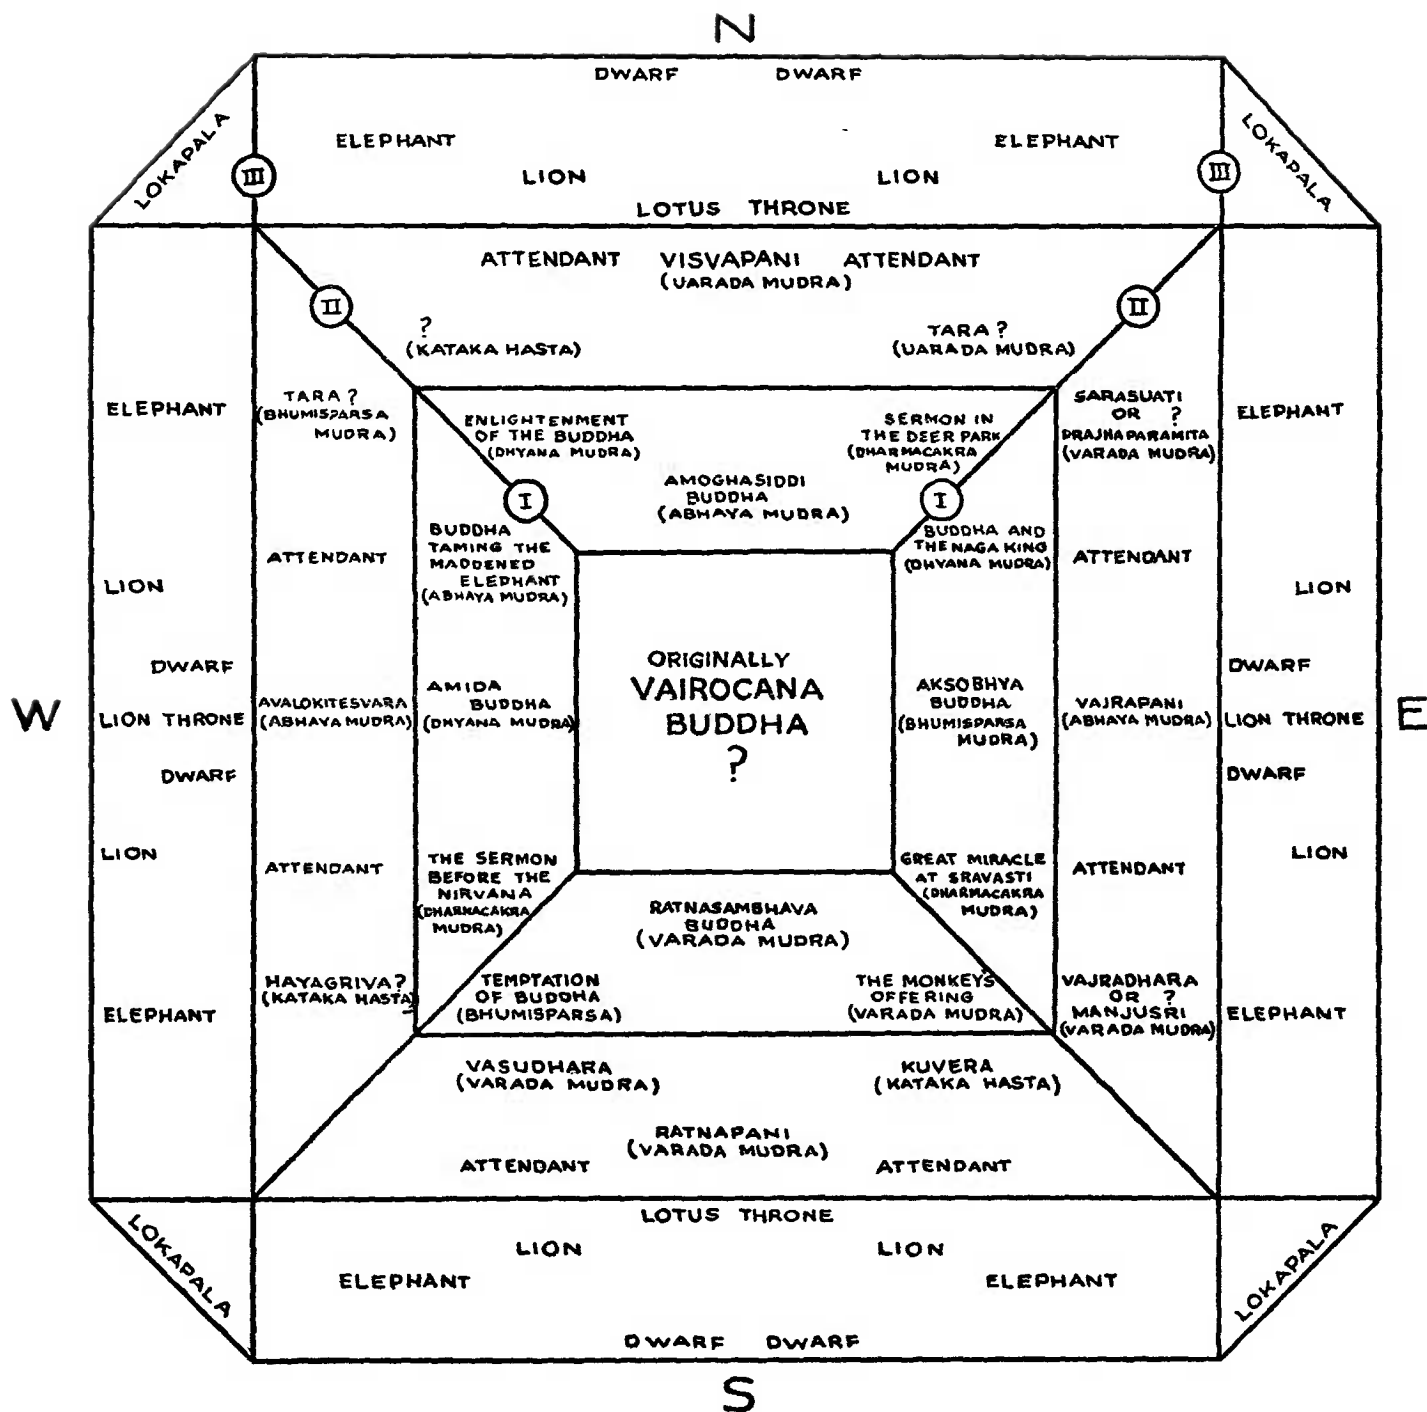 N
DWARF DWARF
ELEPHANT ELEPHANT
LOKAPALA LOKAPALA
III III
LION LION
LOTUS THRONE
ATTENDANT VISVAPANI ATTENDANT
(UARADA MUDRA)
II II
?
(KATAKA HASTA)
TARA ?
(UARADA MUDRA)
ELEPHANT
TARA ?
(BHUMISPARSA
MUDRA)
ENLIGHTENMENT
OF THE BUDDHA
(DHYANA MUDRA)
SERMON IN
THE DEER PARK
(DHARMACAKRA
MUDRA)
SARASUATI
OR ?
PRAJNAPARAMITA
(VARADA MUDRA)
ELEPHANT
AMOGHASIDDI
BUDDHA
(ABHAYA MUDRA)
I I
LION
ATTENDANT
BUDDHA
TAMING THE
MADDENED
ELEPHANT
(ABHAYA MUDRA)
BUDDHA AND
THE NAGA KING
(DHYANA MUDRA)
ATTENDANT
LION
DWARF
ORIGINALLY
VAIROCANA
BUDDHA
?
DWARF
W
LION THRONE
AVALOKITESVARA
(ABHAYA MUDRA)
AMIDA
BUDDHA
(DHYANA MUDRA)
AKSOBHYA
BUDDHA
(BHUMISPARSA
MUDRA)
VAJRAPANI
(ABHAYA MUDRA)
LION THRONE
E
DWARF
DWARF
LION
ATTENDANT
THE SERMON
BEFORE THE
NIRVANA
(DHARMACAKRA
MUDRA)
GREAT MIRACLE
AT SRAVASTI
(DHARMACAKRA
MUDRA)
ATTENDANT
LION
RATNASAMBHAVA
BUDDHA
(VARADA MUDRA)
ELEPHANT
HAYAGRIVA?
(KATAKA HASTA)
TEMPTATION
OF BUDDHA
(BHUMISPARSA)
THE MONKEYS
OFFERING
(VARADA MUDRA)
VAJRADHARA
OR ?
MANJUSRI
(VARADA MUDRA)
ELEPHANT
VASUDHARA
(VARADA MUDRA)
KUVERA
(KATAKA HASTA)
RATNAPANI
(VARADA MUDRA)
ATTENDANT ATTENDANT
LOTUS THRONE
LION LION
LOKAPALA LOKAPALA
ELEPHANT ELEPHANT
DWARF DWARF
S